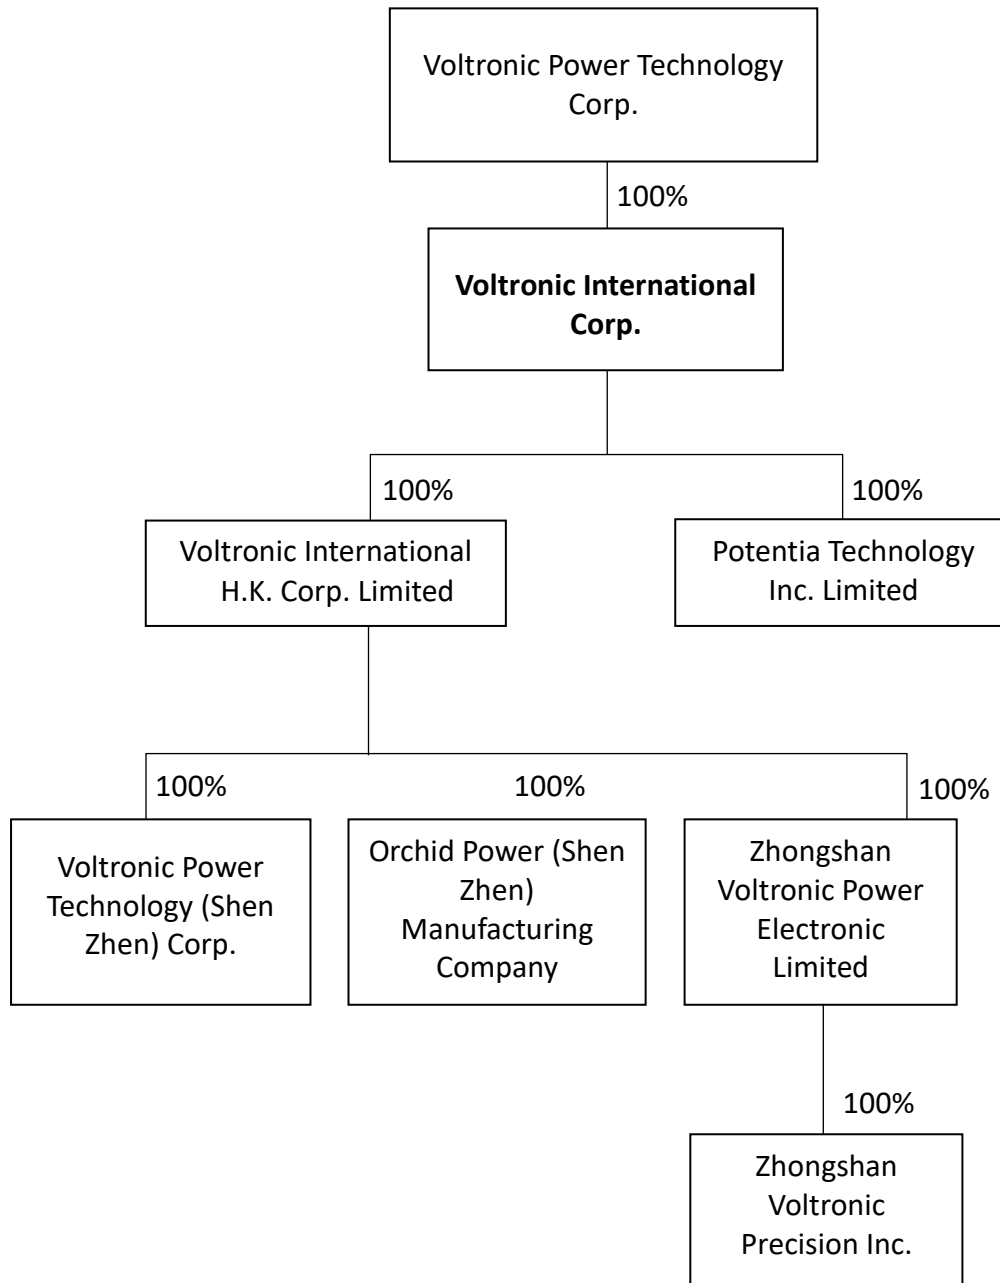 Voltronic Power Technology
Corp.
100%
Voltronic International
Corp.
100%
100%
Voltronic International
H.K. Corp. Limited
Potentia Technology
Inc. Limited
100%
100%
100%
Voltronic Power
Technology (Shen
Zhen) Corp.
Orchid Power (Shen
Zhen)
Manufacturing
Company
Zhongshan
Voltronic Power
Electronic
Limited
100%
Zhongshan
Voltronic
Precision Inc.